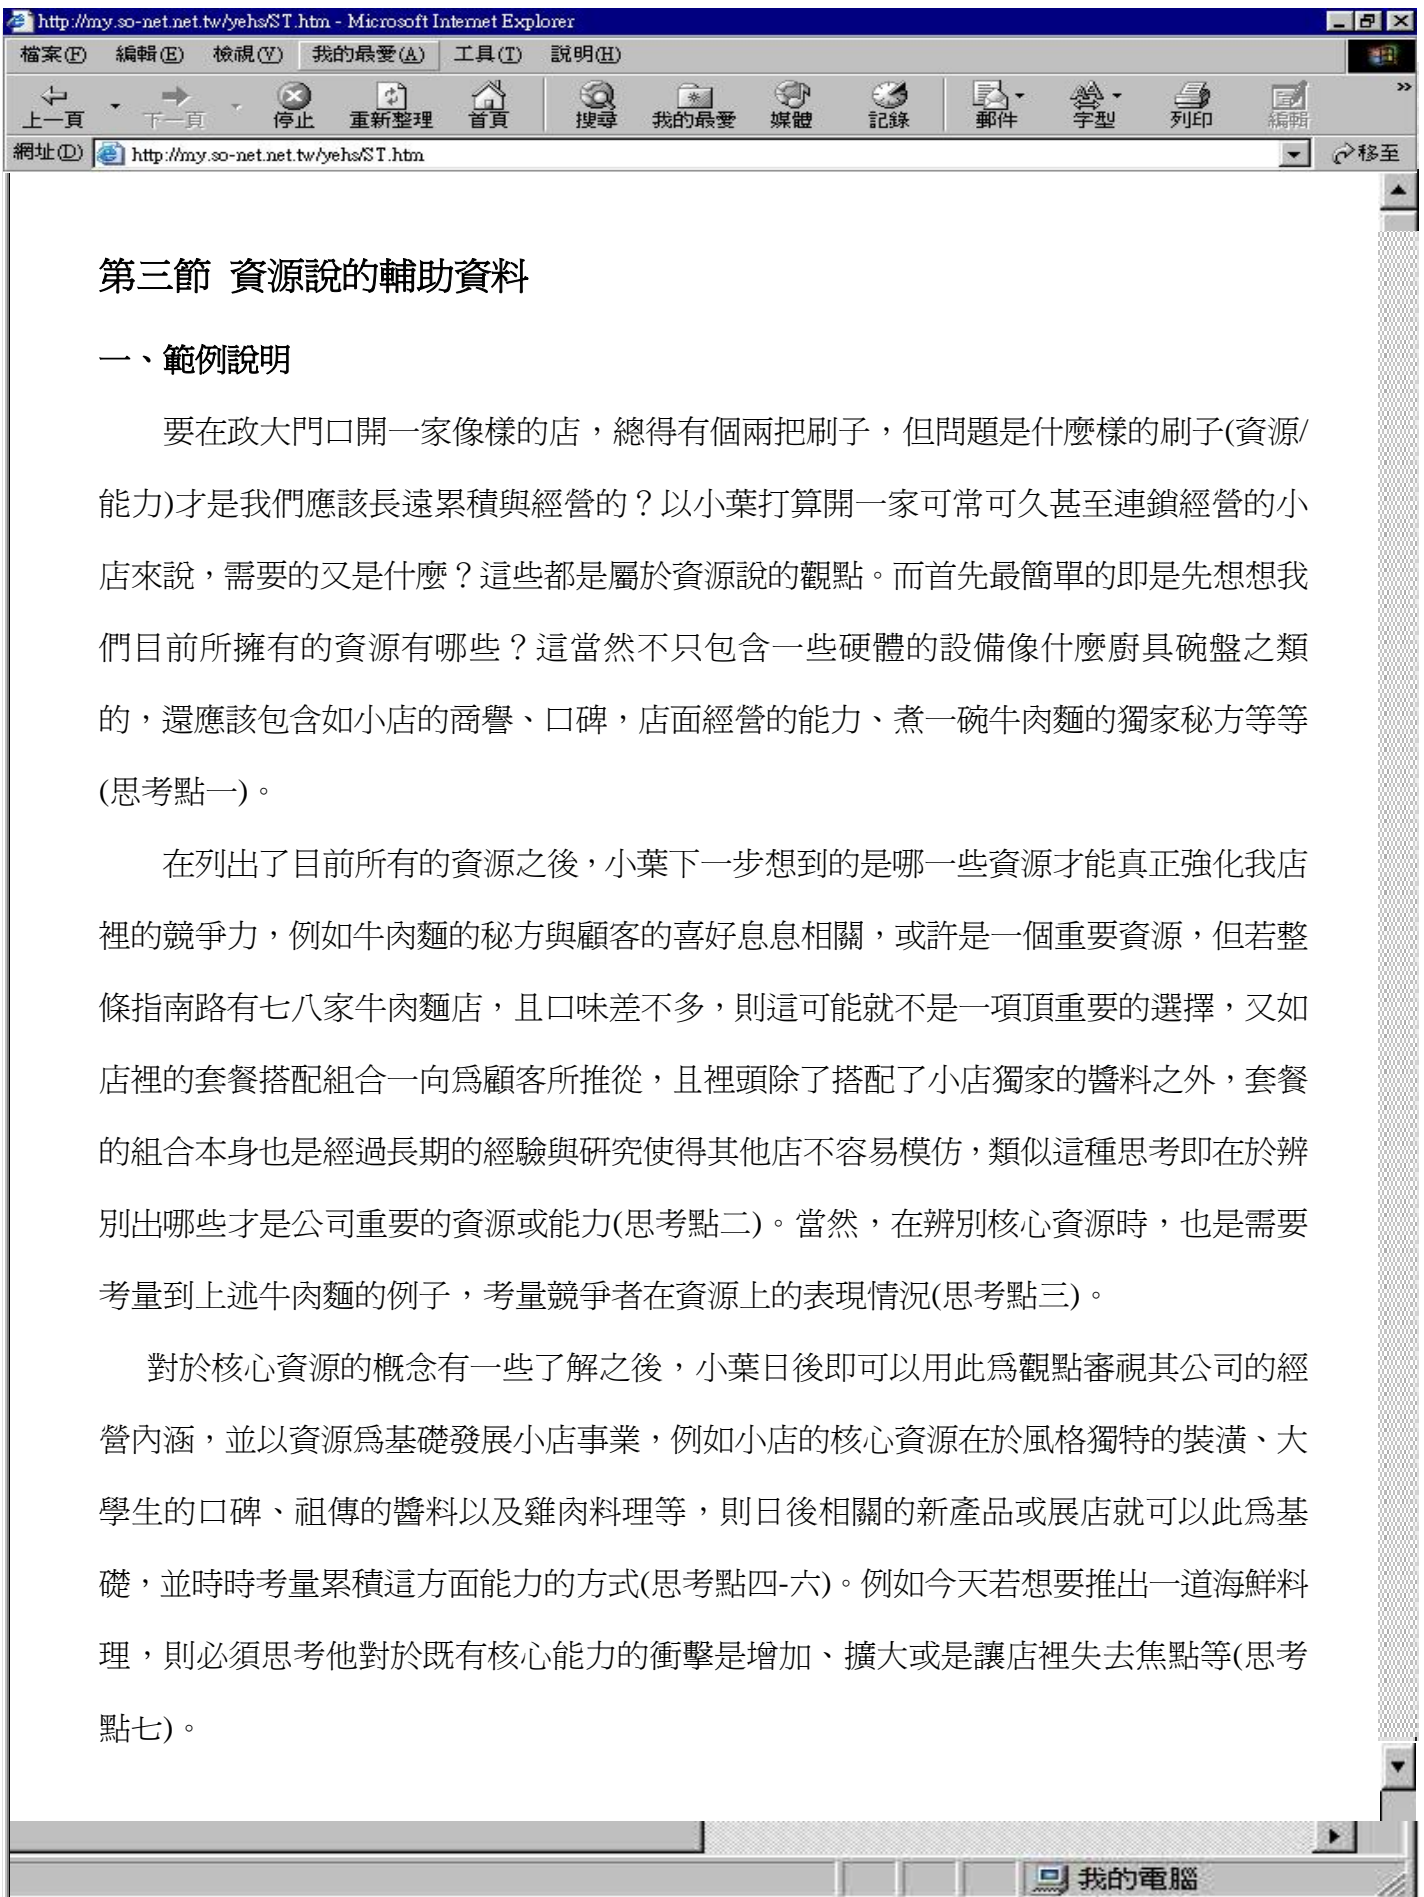 http://my.so-net.net.tw/yehs/ST.htm - Microsoft Internet Explorer
檔案(F) 編輯(E) 檢視(V) 我的最愛(A) 工具(T) 說明(H)
上一頁 下一頁 停止 重新整理 首頁 搜尋 我的最愛 媒體 記錄 郵件 字型 列印 編輯 »
網址(D) http://my.so-net.net.tw/yehs/ST.htm 移至
第三節 資源說的輔助資料
一、範例說明
要在政大門口開一家像樣的店，總得有個兩把刷子，但問題是什麼樣的刷子(資源/
能力)才是我們應該長遠累積與經營的？以小葉打算開一家可常可久甚至連鎖經營的小
店來說，需要的又是什麼？這些都是屬於資源說的觀點。而首先最簡單的即是先想想我
們目前所擁有的資源有哪些？這當然不只包含一些硬體的設備像什麼廚具碗盤之類
的，還應該包含如小店的商譽、口碑，店面經營的能力、煮一碗牛肉麵的獨家秘方等等
(思考點一)。
在列出了目前所有的資源之後，小葉下一步想到的是哪一些資源才能真正強化我店
裡的競爭力，例如牛肉麵的秘方與顧客的喜好息息相關，或許是一個重要資源，但若整
條指南路有七八家牛肉麵店，且口味差不多，則這可能就不是一項頂重要的選擇，又如
店裡的套餐搭配組合一向為顧客所推從，且裡頭除了搭配了小店獨家的醬料之外，套餐
的組合本身也是經過長期的經驗與研究使得其他店不容易模仿，類似這種思考即在於辨
別出哪些才是公司重要的資源或能力(思考點二)。當然，在辨別核心資源時，也是需要
考量到上述牛肉麵的例子，考量競爭者在資源上的表現情況(思考點三)。
對於核心資源的概念有一些了解之後，小葉日後即可以用此為觀點審視其公司的經
營內涵，並以資源為基礎發展小店事業，例如小店的核心資源在於風格獨特的裝潢、大
學生的口碑、祖傳的醬料以及雞肉料理等，則日後相關的新產品或展店就可以此為基
礎，並時時考量累積這方面能力的方式(思考點四-六)。例如今天若想要推出一道海鮮料
理，則必須思考他對於既有核心能力的衝擊是增加、擴大或是讓店裡失去焦點等(思考
點七)。
我的電腦